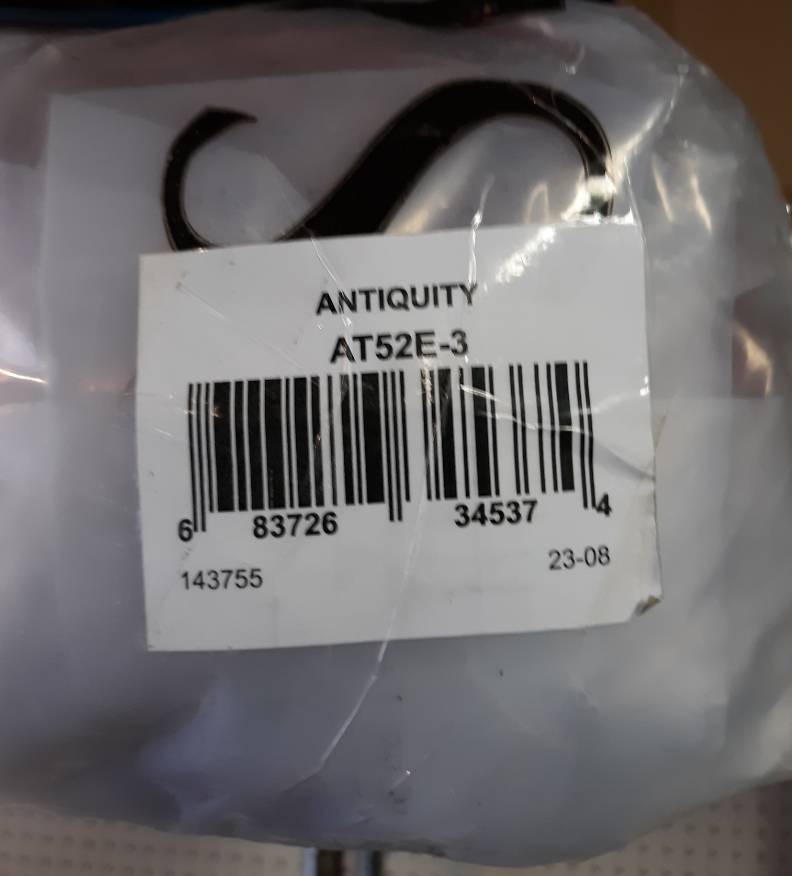 ANTIQUITY
AT52E-3
6 83726 34537 4
143755 23-08